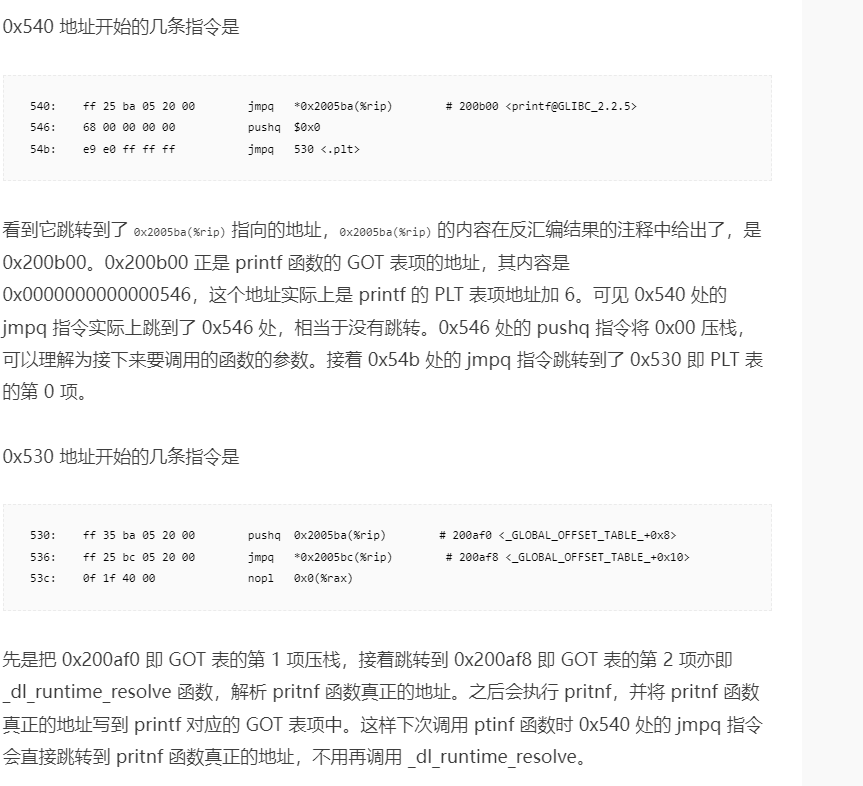 0x540 地址开始的几条指令是
540: ff 25 ba 05 20 00 jmpq *0x2005ba(%rip) # 200b00 <printf@GLIBC_2.2.5>
546: 68 00 00 00 00 pushq $0x0
54b: e9 e0 ff ff ff jmpq 530 <.plt>
看到它跳转到了 0x2005ba(%rip) 指向的地址，0x2005ba(%rip) 的内容在反汇编结果的注释中给出了，是
0x200b00。0x200b00 正是 printf 函数的 GOT 表项的地址，其内容是
0x0000000000000546，这个地址实际上是 printf 的 PLT 表项地址加 6。可见 0x540 处的
jmpq 指令实际上跳到了 0x546 处，相当于没有跳转。0x546 处的 pushq 指令将 0x00 压栈，
可以理解为接下来要调用的函数的参数。接着 0x54b 处的 jmpq 指令跳转到了 0x530 即 PLT 表
的第 0 项。
0x530 地址开始的几条指令是
530: ff 35 ba 05 20 00 pushq 0x2005ba(%rip) # 200af0 <_GLOBAL_OFFSET_TABLE_+0x8>
536: ff 25 bc 05 20 00 jmpq *0x2005bc(%rip) # 200af8 <_GLOBAL_OFFSET_TABLE_+0x10>
53c: 0f 1f 40 00 nopl 0x0(%rax)
先是把 0x200af0 即 GOT 表的第 1 项压栈，接着跳转到 0x200af8 即 GOT 表的第 2 项亦即
_dl_runtime_resolve 函数，解析 pritnf 函数真正的地址。之后会执行 pritnf，并将 pritnf 函数
真正的地址写到 printf 对应的 GOT 表项中。这样下次调用 ptinf 函数时 0x540 处的 jmpq 指令
会直接跳转到 pritnf 函数真正的地址，不用再调用 _dl_runtime_resolve。